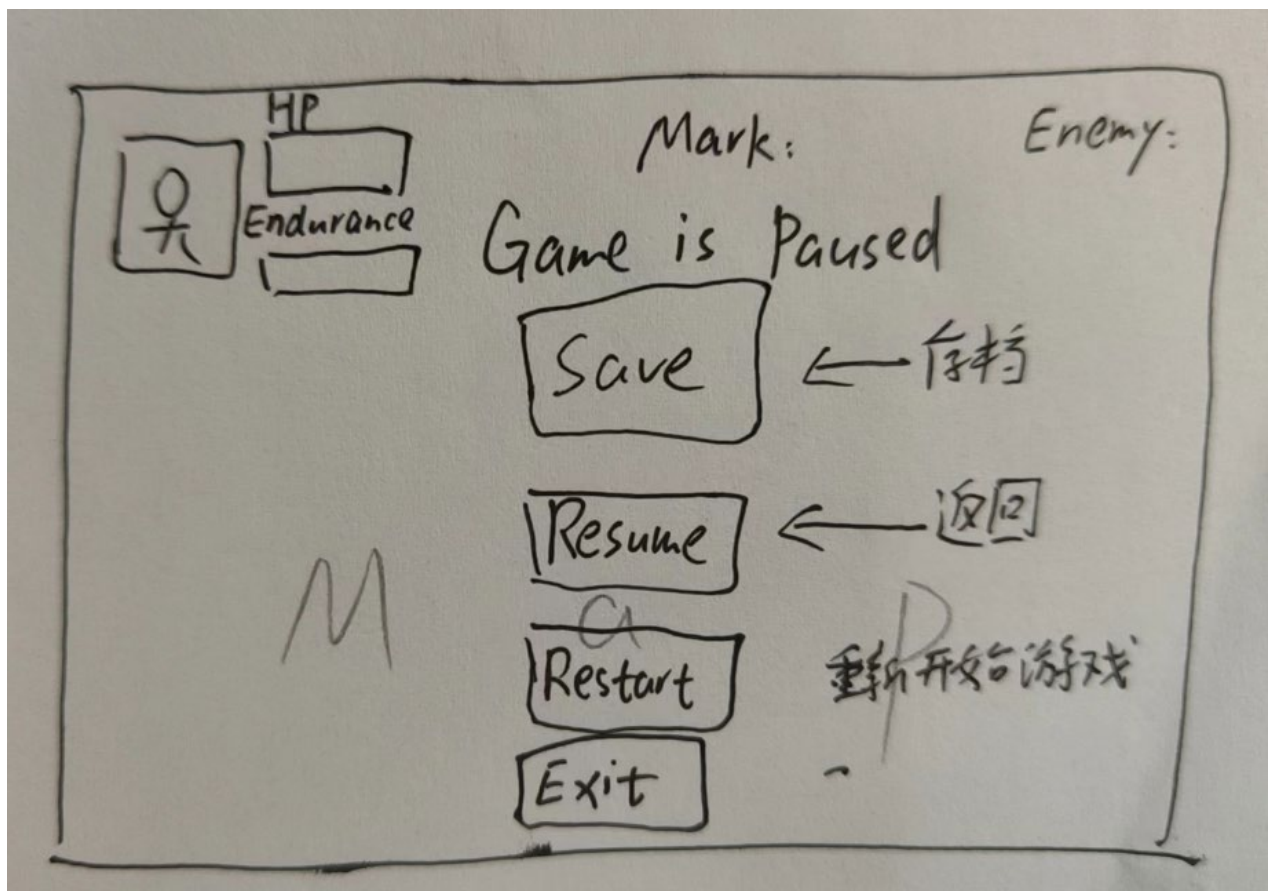 HP
Mark:
Enemy:
Endurance
Game is Paused
Save
存档
Resume
返回
Map
Restart
重新开始游戏
Exit